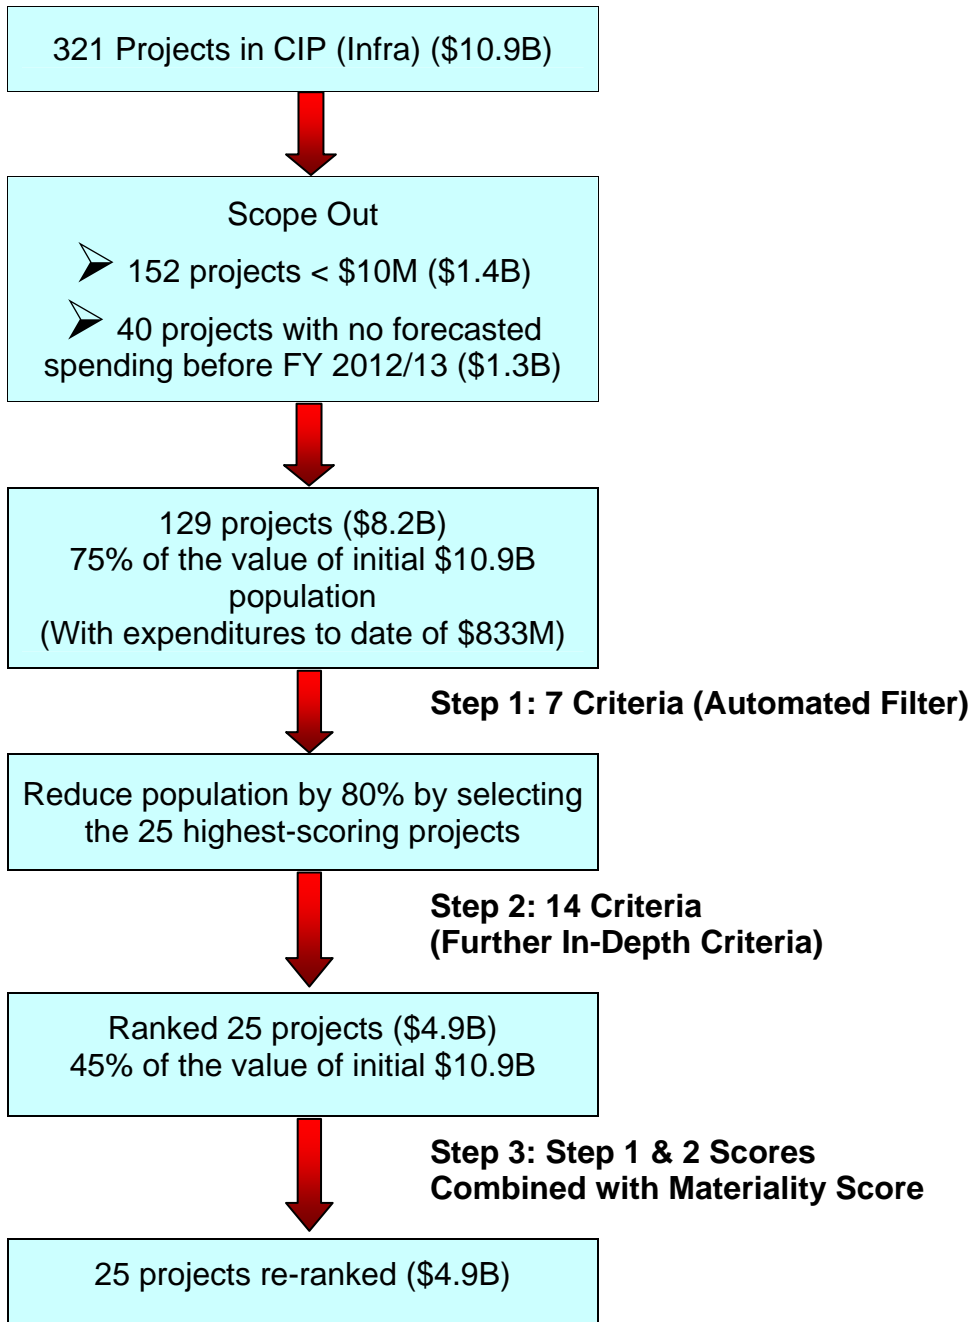 321 Projects in CIP (Infra) ($10.9B)
Scope Out
➢ 152 projects < $10M ($1.4B)
➢ 40 projects with no forecasted
spending before FY 2012/13 ($1.3B)
129 projects ($8.2B)
75% of the value of initial $10.9B
population
(With expenditures to date of $833M)
Step 1: 7 Criteria (Automated Filter)
Reduce population by 80% by selecting
the 25 highest-scoring projects
Step 2: 14 Criteria
(Further In-Depth Criteria)
Ranked 25 projects ($4.9B)
45% of the value of initial $10.9B
Step 3: Step 1 & 2 Scores
Combined with Materiality Score
25 projects re-ranked ($4.9B)